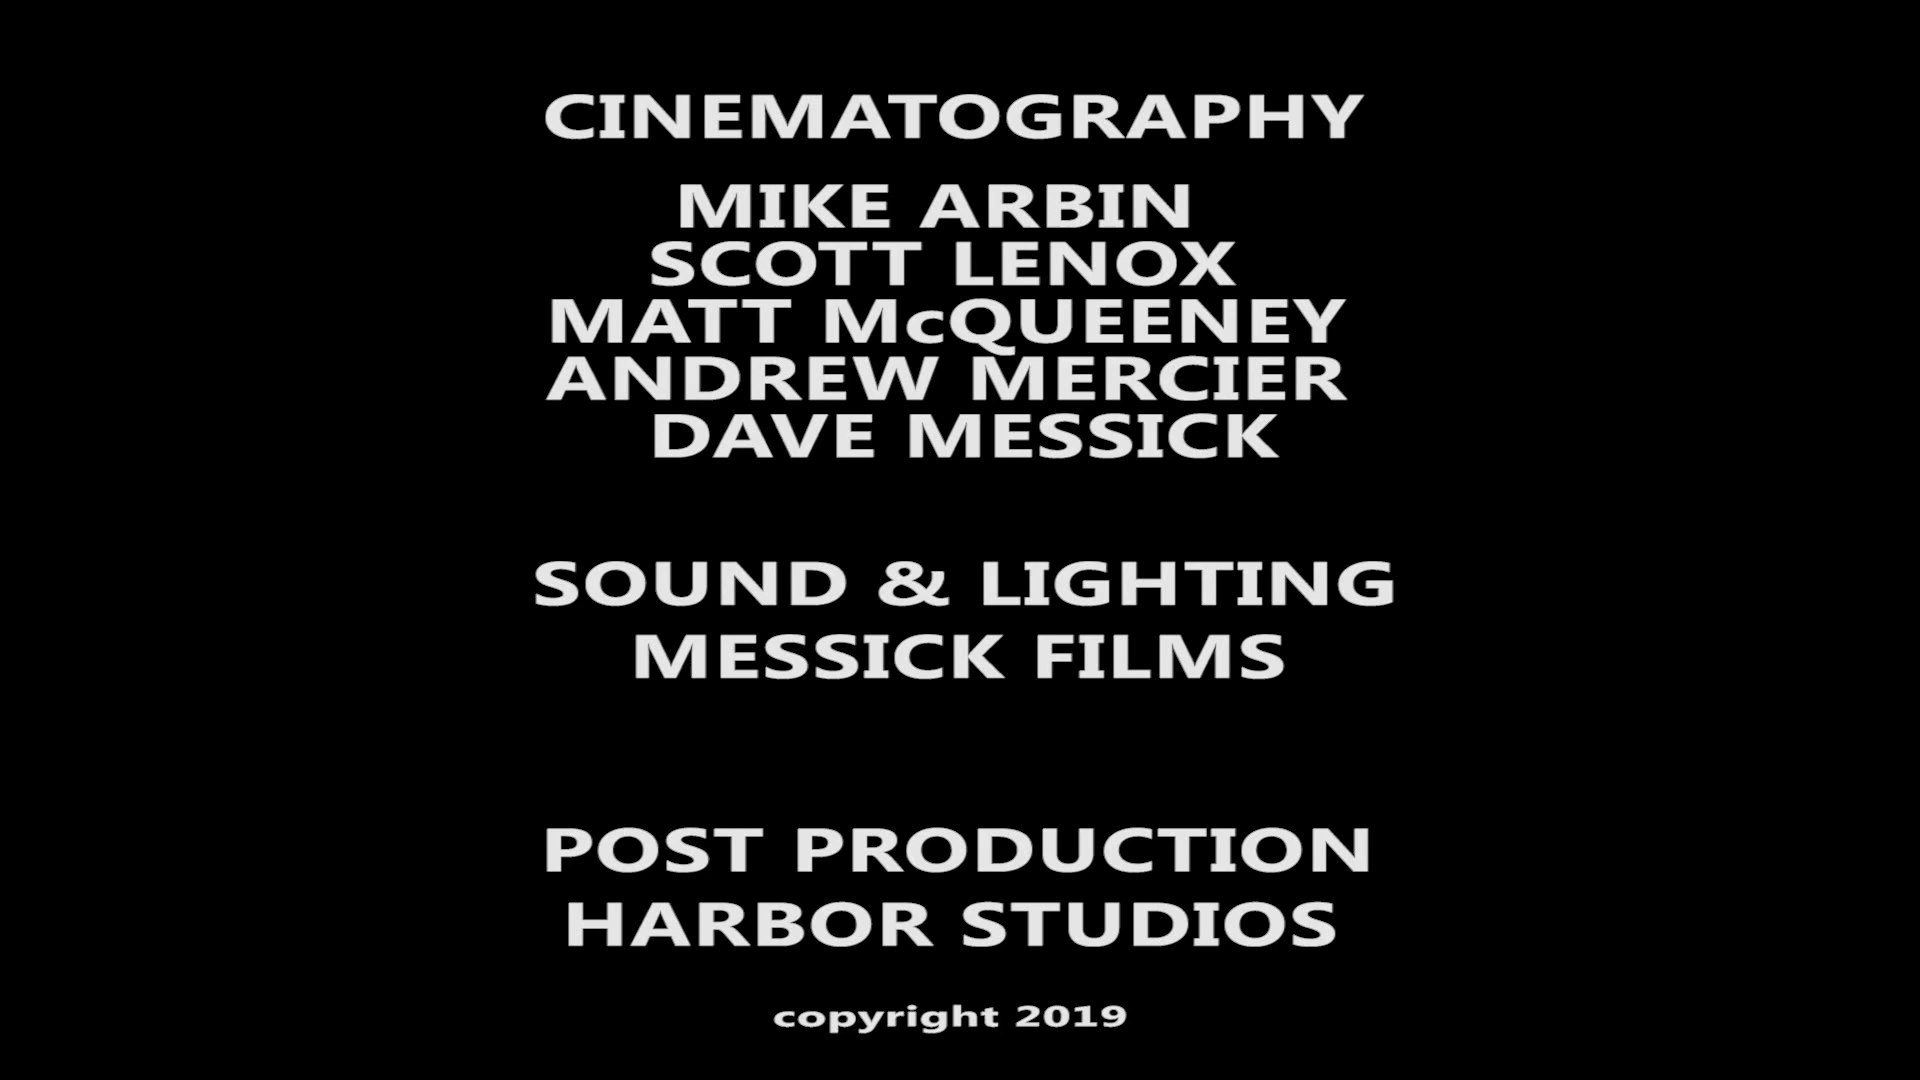 CINEMATOGRAPHY
MIKE ARBIN
SCOTT LENOX
MATT McQUEENEY
ANDREW MERCIER
DAVE MESSICK
SOUND & LIGHTING
MESSICK FILMS
POST PRODUCTION
HARBOR STUDIOS
copyright 2019